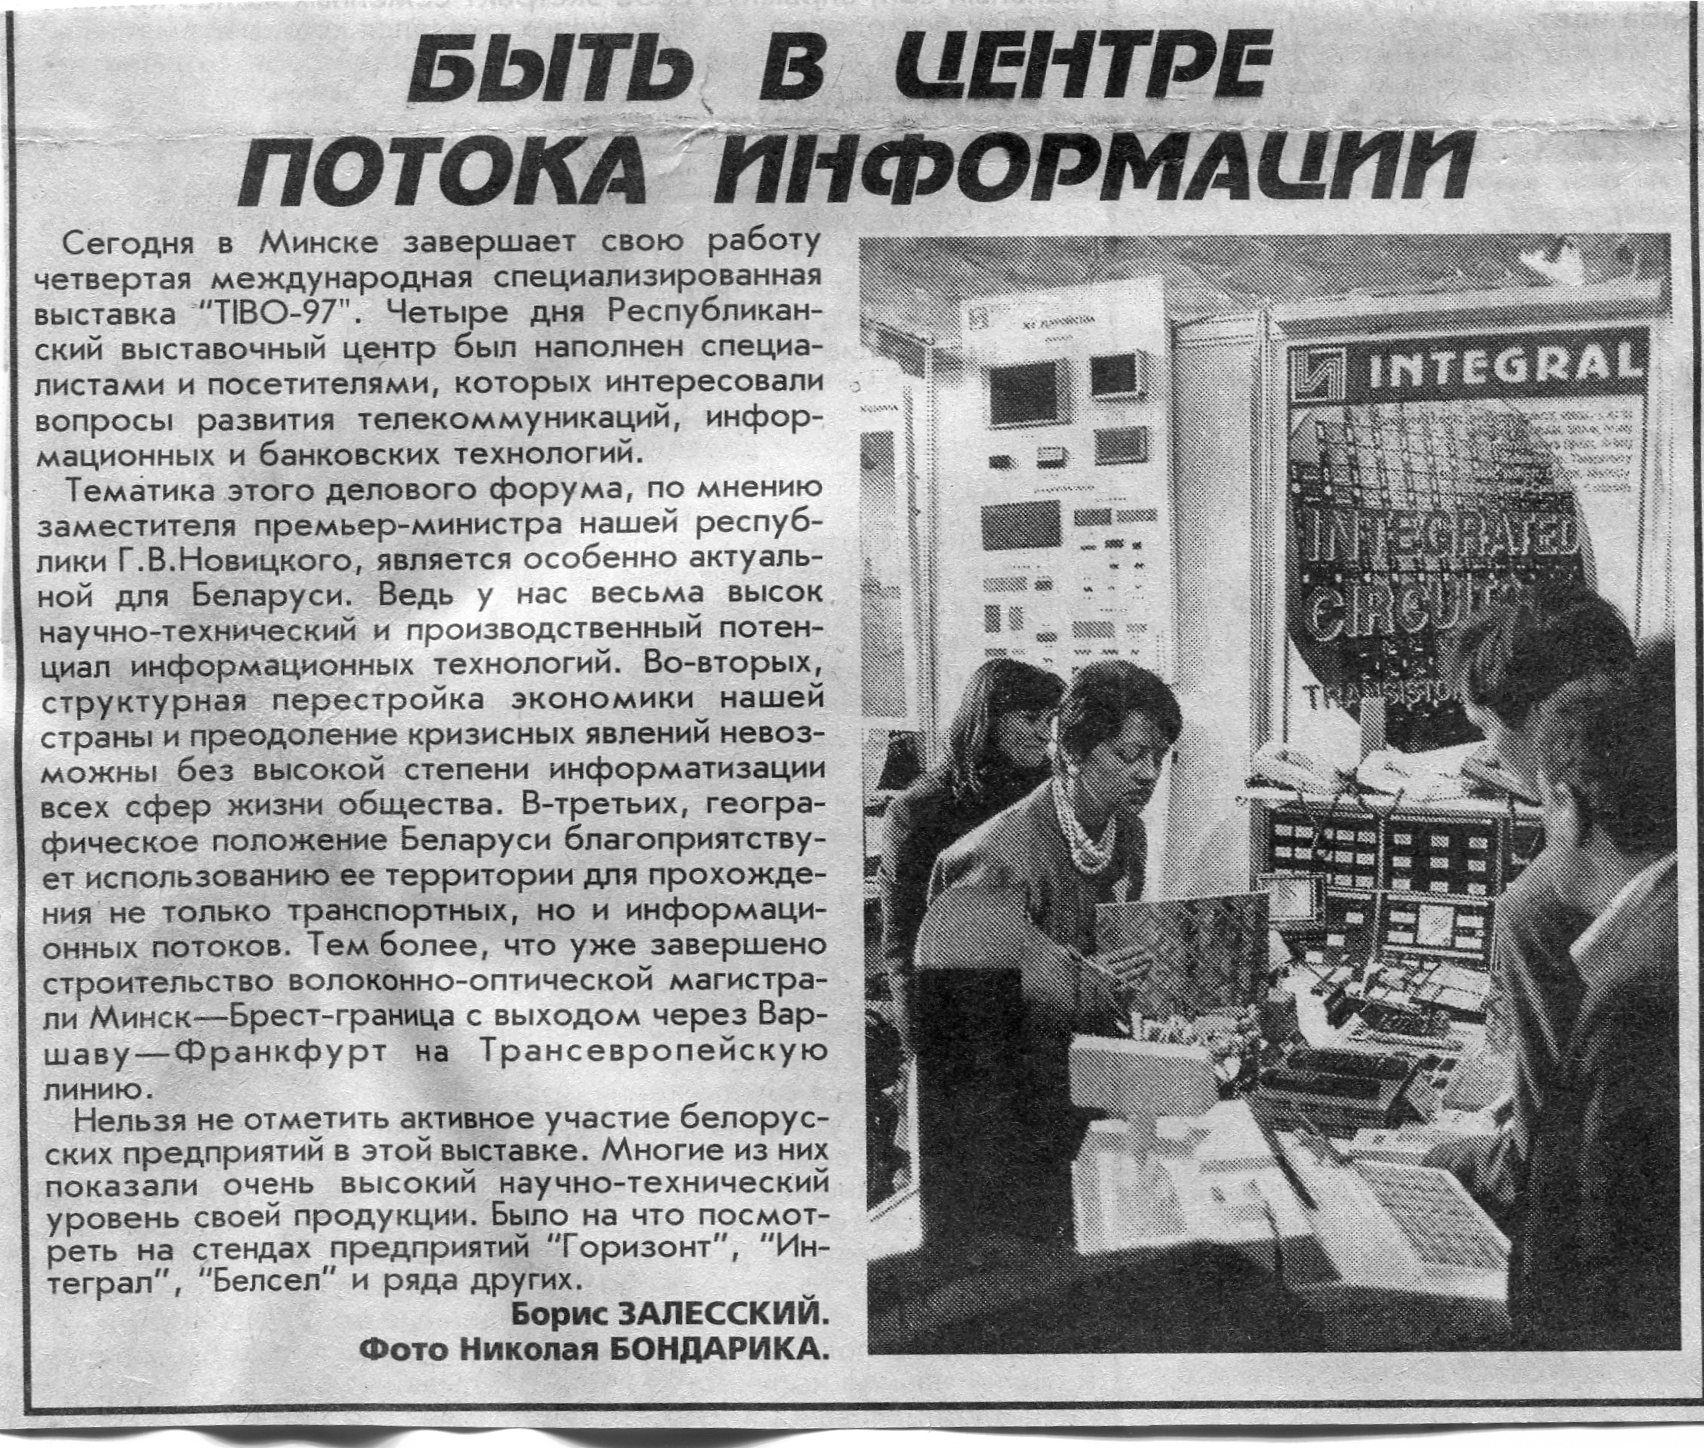 БЫТЬ В ЦЕНТРЕ
ПОТОКА ИНФОРМАЦИИ
Сегодня в Минске завершает свою работу
четвертая международная специализированная
выставка "TIBO-97". Четыре дня Республикан-
ский выставочный центр был наполнен специа-
листами и посетителями, которых интересовали
вопросы развития телекоммуникаций, инфор-
мационных и банковских технологий.
Тематика этого делового форума, по мнению
заместителя премьер-министра нашей респуб-
лики Г.В.Новицкого, является особенно актуаль-
ной для Беларуси. Ведь у нас весьма высок
научно-технический и производственный потен-
циал информационных технологий. Во-вторых,
структурная перестройка экономики нашей
страны и преодоление кризисных явлений невоз-
можны без высокой степени информатизации
всех сфер жизни общества. В-третьих, геогра-
фическое положение Беларуси благоприятству-
ет использованию ее территории для прохожде-
ния не только транспортных, но и информаци-
онных потоков. Тем более, что уже завершено
строительство волоконно-оптической магистра-
ли Минск—Брест-граница с выходом через Вар-
шаву—Франкфурт на Трансевропейскую
линию.
Нельзя не отметить активное участие белорус-
ских предприятий в этой выставке. Многие из них
показали очень высокий научно-технический
уровень своей продукции. Было на что посмот-
реть на стендах предприятий "Горизонт", "Ин-
теграл", "Белсел" и ряда других.
Борис ЗАЛЕССКИЙ.
Фото Николая БОНДАРИКА.
INTEGRAL
INTEGRATED
CIRCUIT